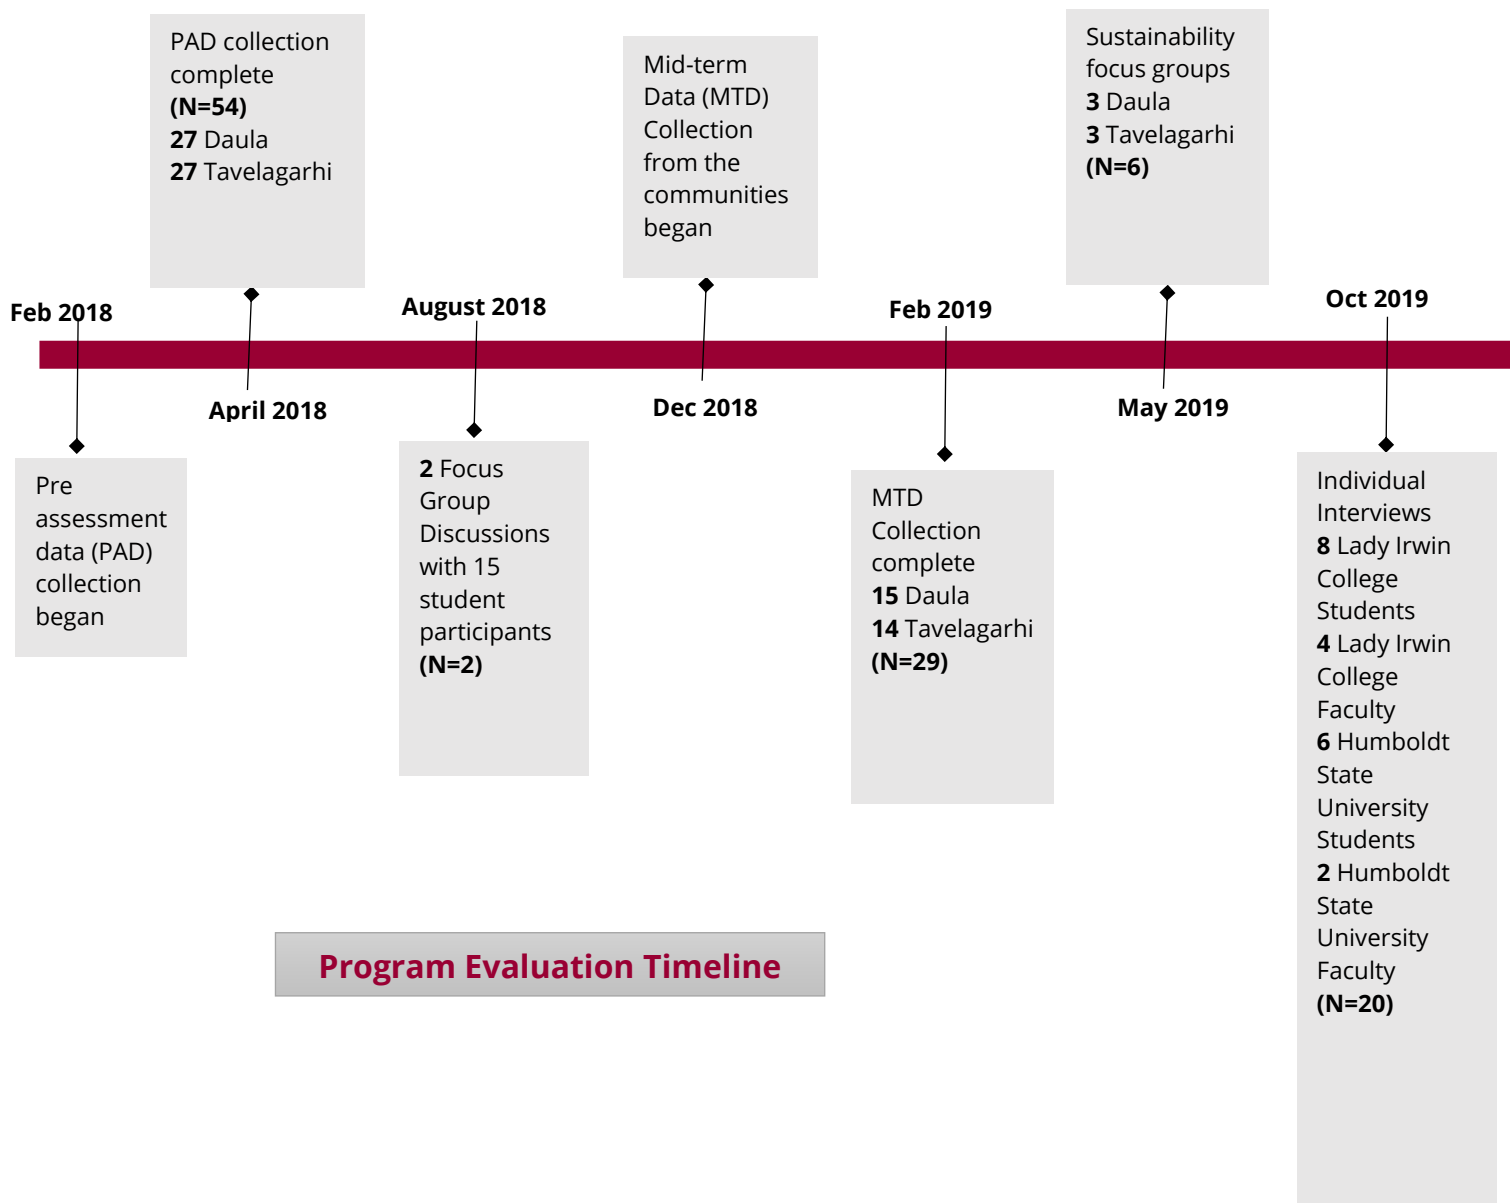 PAD collection
complete
(N=54)
27 Daula
27 Tavelagarhi
Mid-term
Data (MTD)
Collection
from the
communities
began
Sustainability
focus groups
3 Daula
3 Tavelagarhi
(N=6)
Feb 2018
August 2018
Feb 2019
Oct 2019
April 2018
Dec 2018
May 2019
Pre
assessment
data (PAD)
collection
began
2 Focus
Group
Discussions
with 15
student
participants
(N=2)
MTD
Collection
complete
15 Daula
14 Tavelagarhi
(N=29)
Individual
Interviews
8 Lady Irwin
College
Students
4 Lady Irwin
College
Faculty
6 Humboldt
State
University
Students
2 Humboldt
State
University
Faculty
(N=20)
Program Evaluation Timeline